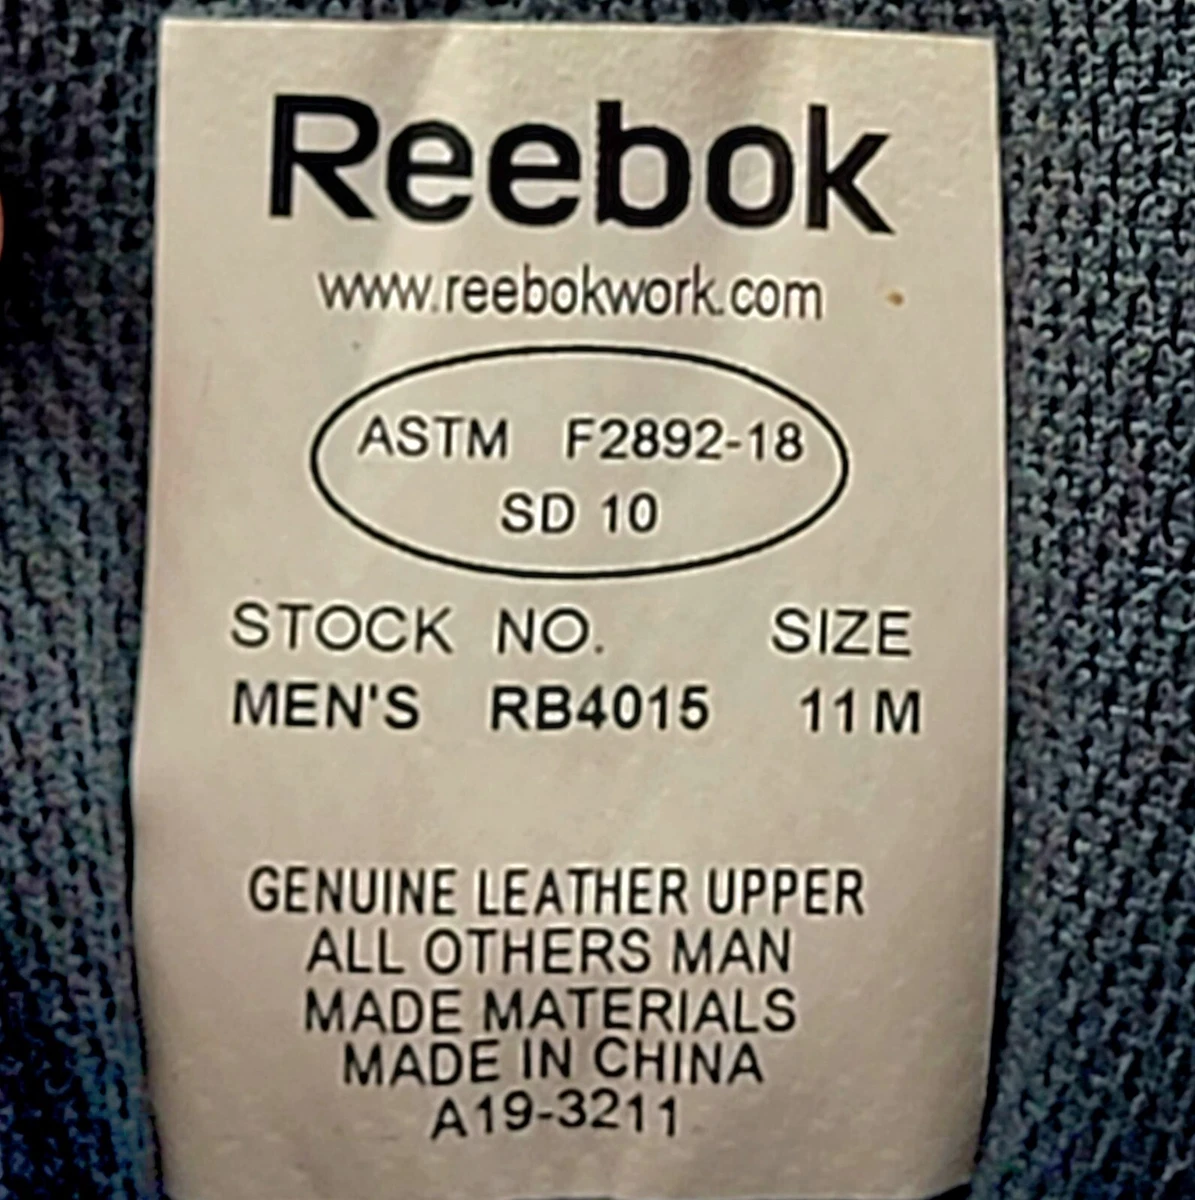 Reebok
www.reebokwork.com
ASTM F2892-18
SD 10
STOCK NO. SIZE
MEN'S RB4015 11 M
GENUINE LEATHER UPPER
ALL OTHERS MAN
MADE MATERIALS
MADE IN CHINA
A19-3211